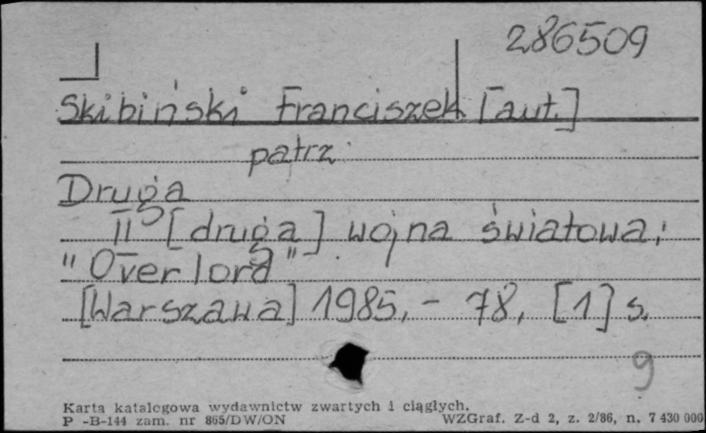 286509
Skibiński Franciszek [aut.]
patrz
Druga
II [druga] wojna światowa;
"Overlord".
[Warszawa] 1985, - 78, [1] s.
9
Karta katalogowa wydawnictw zwartych i ciągłych.
P -B-144 zam. nr 865/DW/ON
WZGraf. Z-d 2, z. 2/86, n. 7 430 000